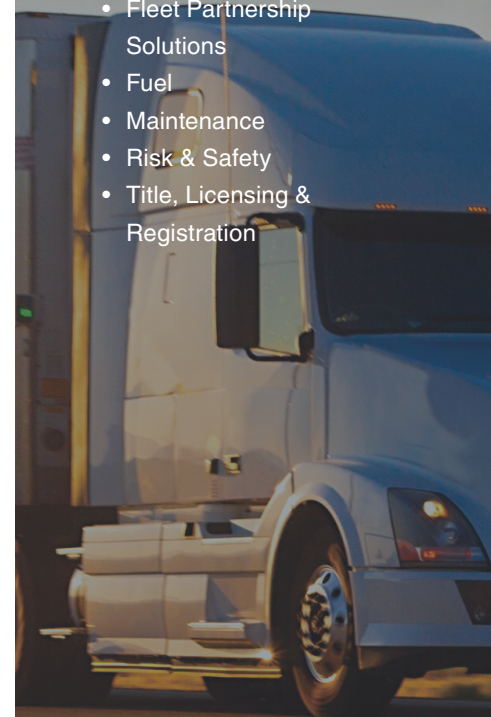 • Fleet Partnership
Solutions
• Fuel
• Maintenance
• Risk & Safety
• Title, Licensing &
Registration